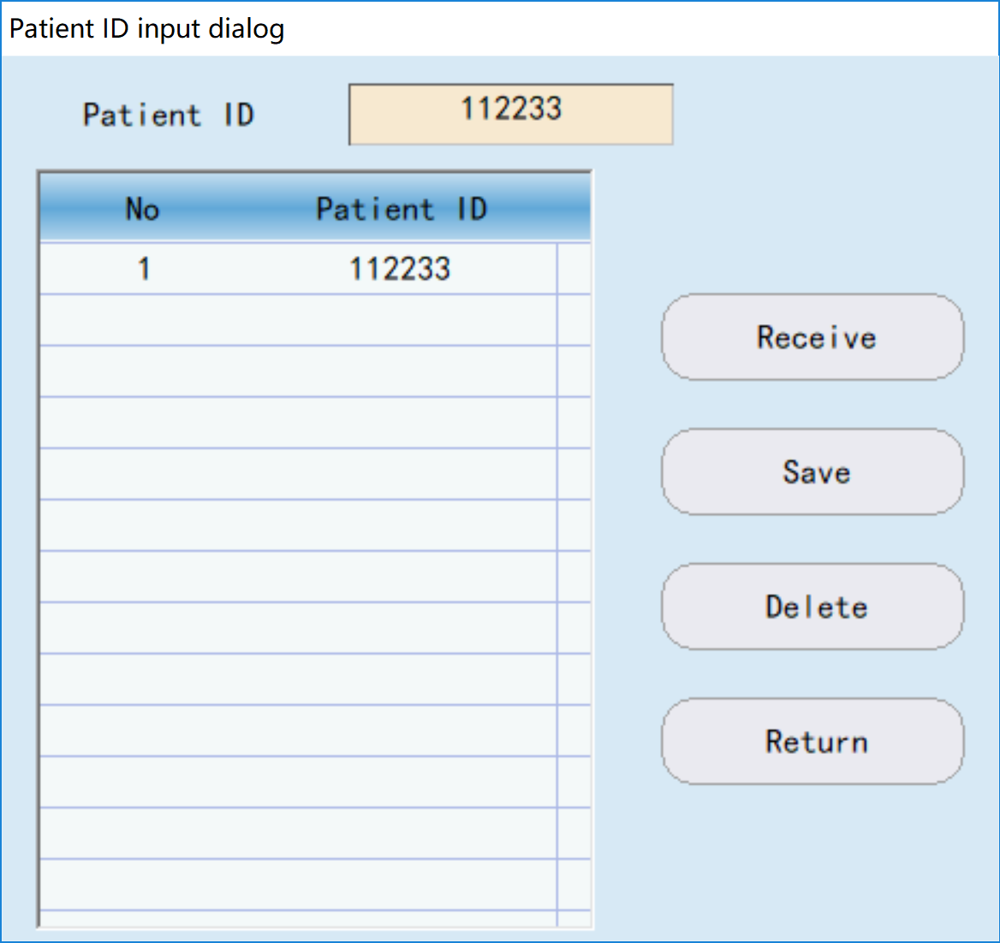 Patient ID input dialog
Patient ID 112233
No Patient ID
1 112233
Receive
Save
Delete
Return